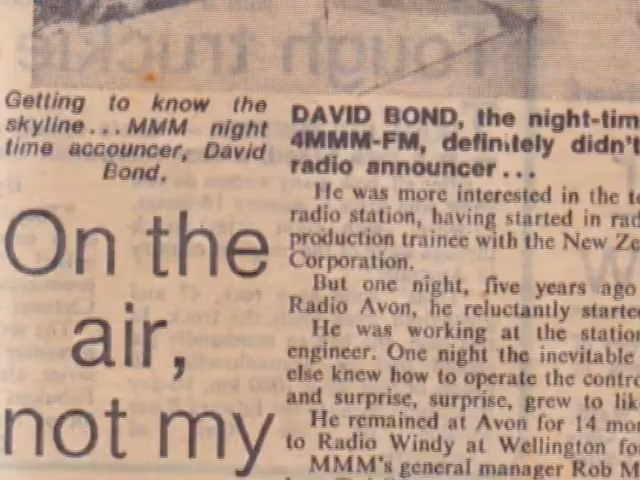 Getting to know the
skyline...MMM night
time accouncer, David
Bond.
On the
air,
not my
DAVID BOND, the night-tim
4MMM-FM, definitely didn't
radio announcer...
He was more interested in the te
radio station, having started in rad
production trainee with the New Ze
Corporation.
But one night, five years ago
Radio Avon, he reluctantly starte
He was working at the station
engineer. One night the inevitable
else knew how to operate the contro
and surprise, surprise, grew to lik
He remained at Avon for 14 mon
to Radio Windy at Wellington fo
MMM's general manager Rob M